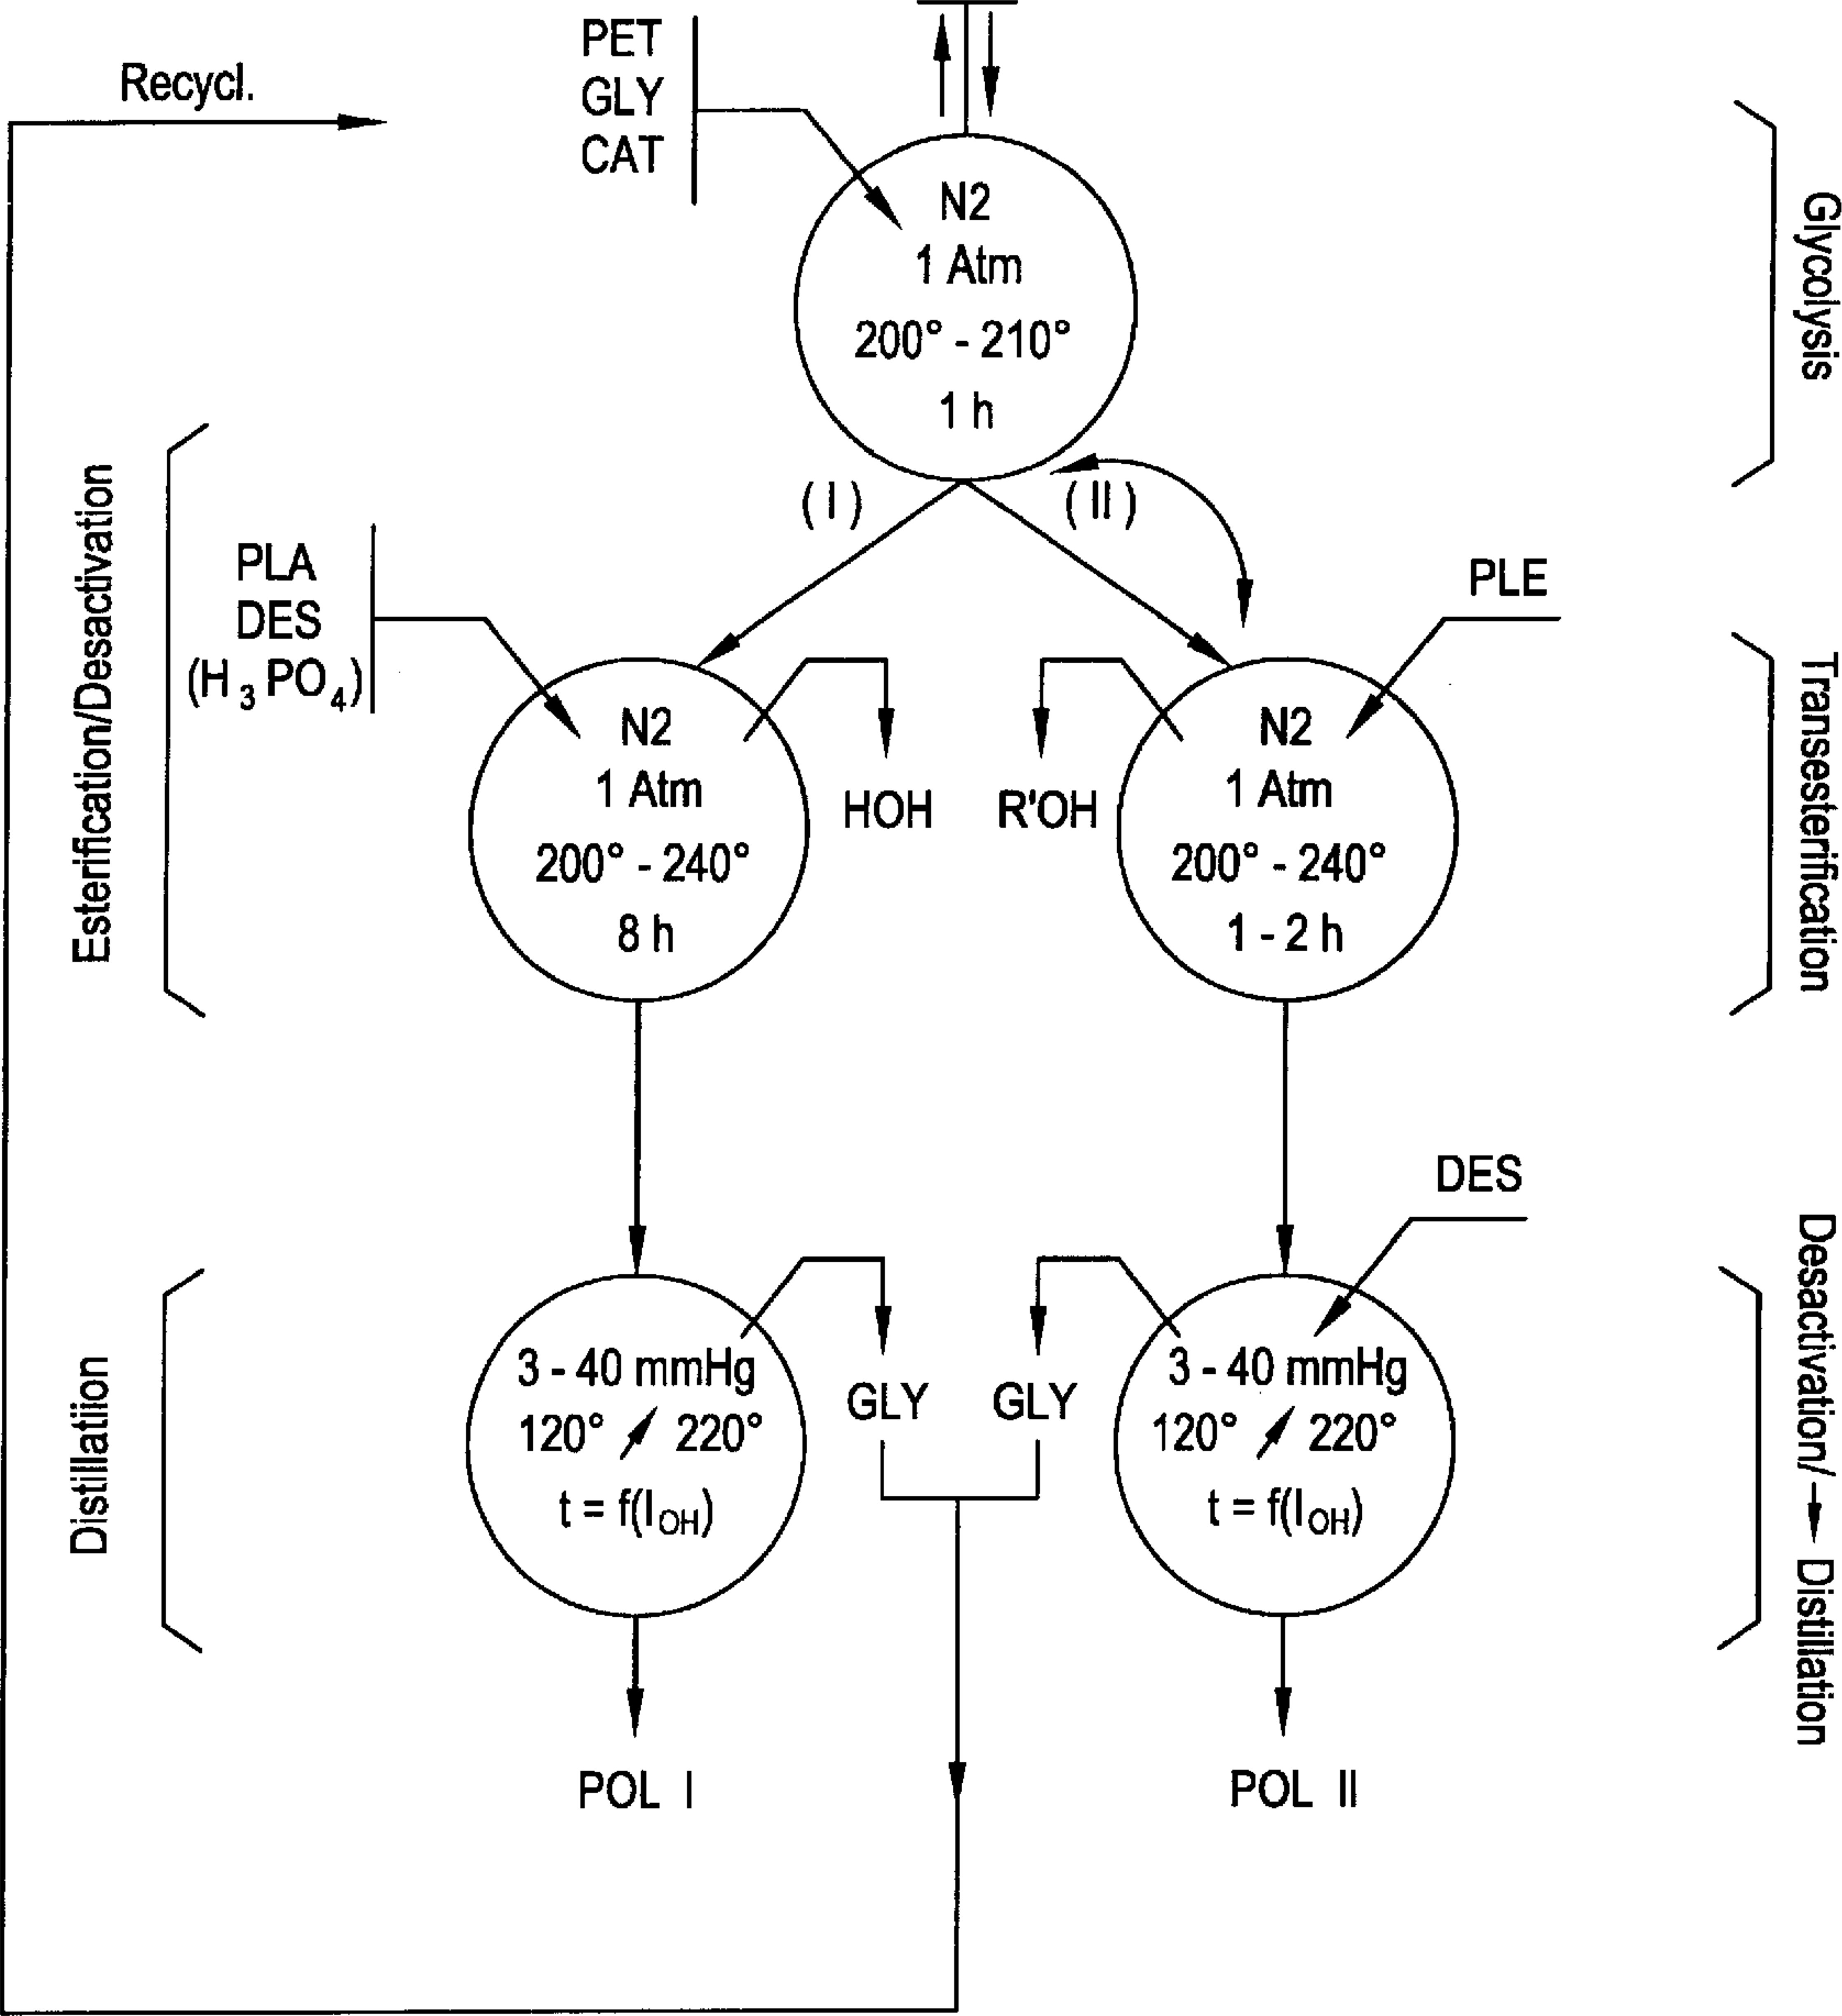 Recycl.
PET
GLY
CAT
N2
1 Atm
200° - 210°
1 h
Glycolysis
(I)
(II)
Esterification/Desactivation
PLA
DES
(H3PO4)
N2
1 Atm
200° - 240°
8 h
HOH
R'OH
PLE
N2
1 Atm
200° - 240°
1 - 2 h
Transesterification
Distillatiion
3 - 40 mmHg
120° ↗ 220°
t = f(IOH)
GLY
GLY
DES
3 - 40 mmHg
120° ↗ 220°
t = f(IOH)
Desactivation/→ Distillation
POL I
POL II